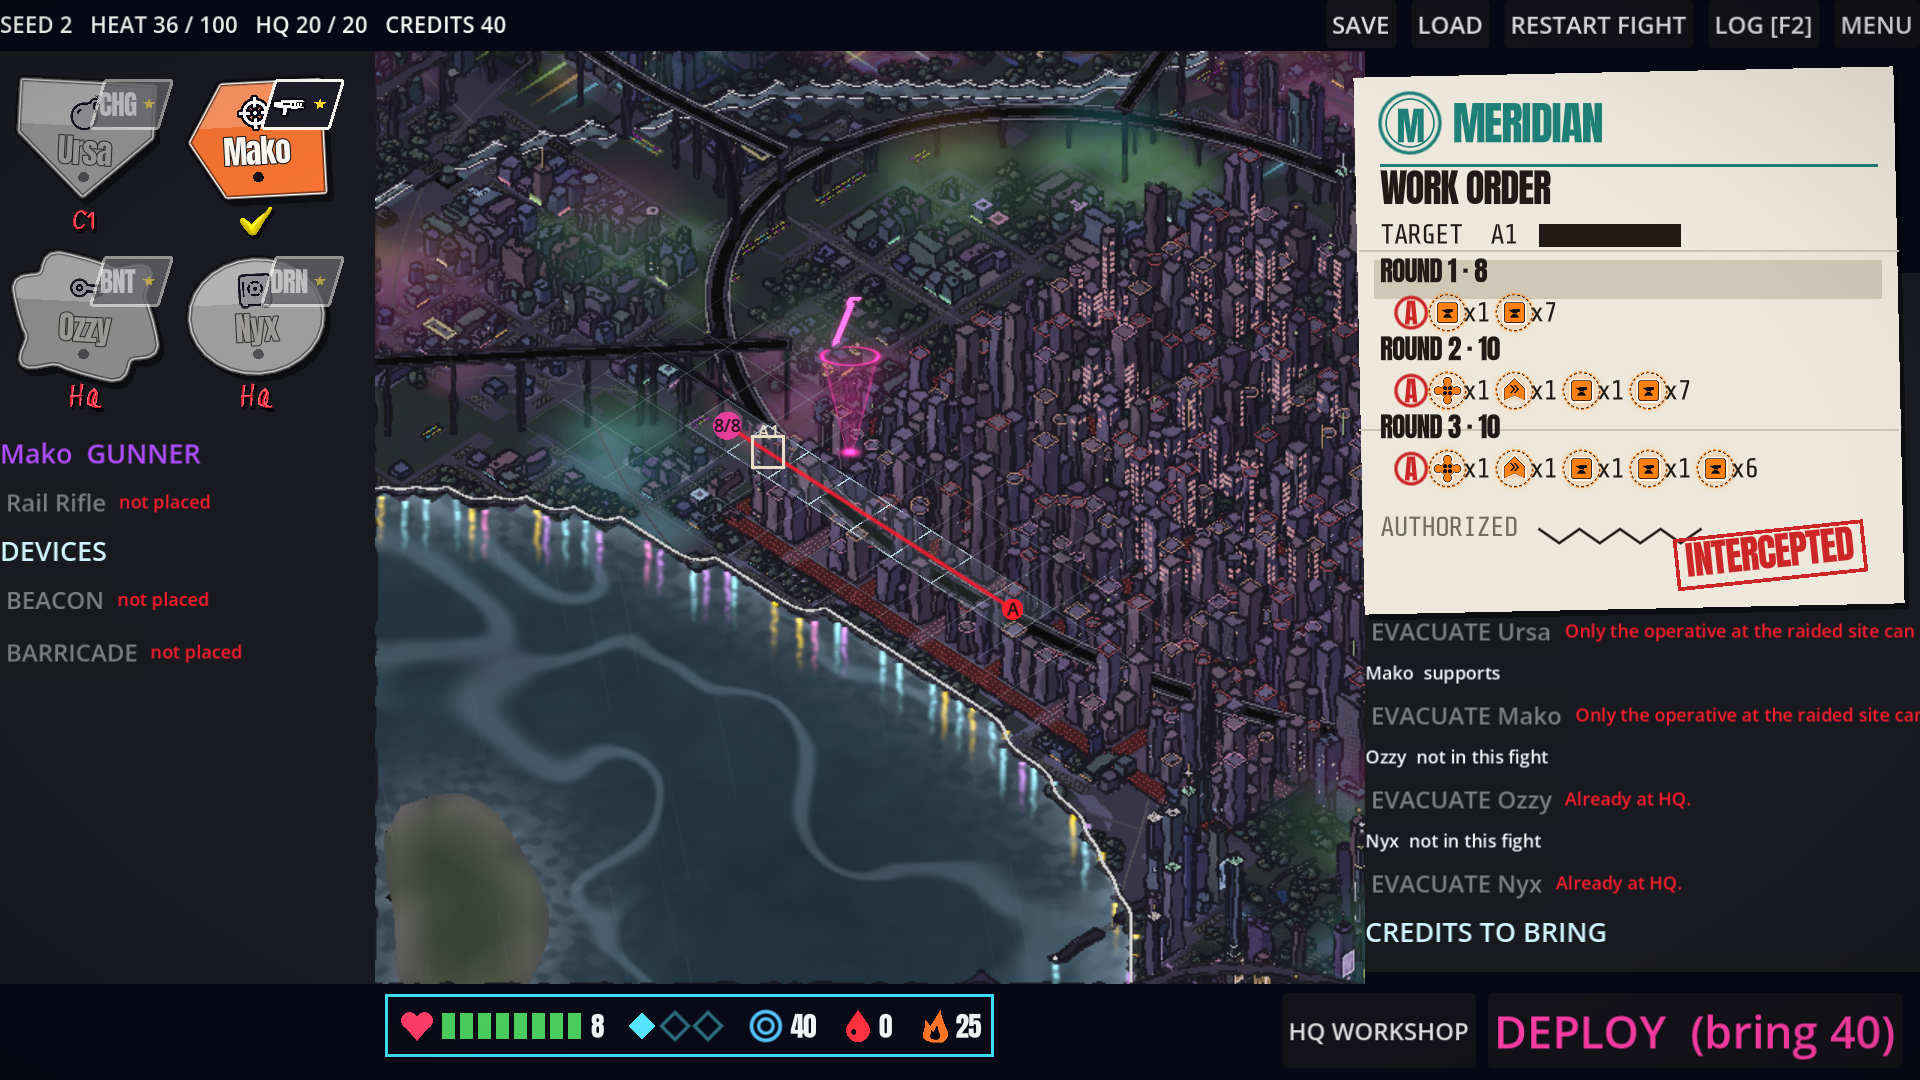 SEED 2 HEAT 36 / 100 HQ 20 / 20 CREDITS 40
SAVE LOAD RESTART FIGHT LOG [F2] MENU
CHG
Ursa
C1
Mako
BNT
Ozzy
HQ
DRN
Nyx
HQ
Mako GUNNER
Rail Rifle not placed
DEVICES
BEACON not placed
BARRICADE not placed
8/8
A1
A
M MERIDIAN
WORK ORDER
TARGET A1
ROUND 1 · 8
A x1 x7
ROUND 2 · 10
A x1 x1 x1 x7
ROUND 3 · 10
A x1 x1 x1 x1 x6
AUTHORIZED
INTERCEPTED
EVACUATE Ursa Only the operative at the raided site can
Mako supports
EVACUATE Mako Only the operative at the raided site can
Ozzy not in this fight
EVACUATE Ozzy Already at HQ.
Nyx not in this fight
EVACUATE Nyx Already at HQ.
CREDITS TO BRING
8 40 0 25
HQ WORKSHOP
DEPLOY (bring 40)